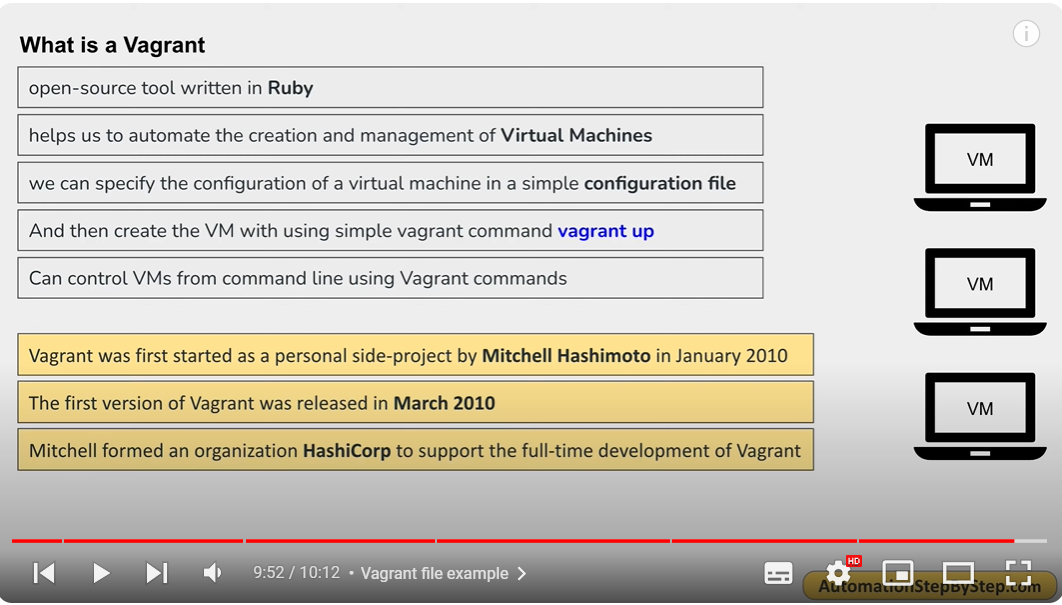 What is a Vagrant
open-source tool written in Ruby
helps us to automate the creation and management of Virtual Machines
we can specify the configuration of a virtual machine in a simple configuration file
And then create the VM with using simple vagrant command vagrant up
Can control VMs from command line using Vagrant commands
Vagrant was first started as a personal side-project by Mitchell Hashimoto in January 2010
The first version of Vagrant was released in March 2010
Mitchell formed an organization HashiCorp to support the full-time development of Vagrant
VM
VM
VM
9:52 / 10:12 • Vagrant file example
HD
AutomationStepByStep.com